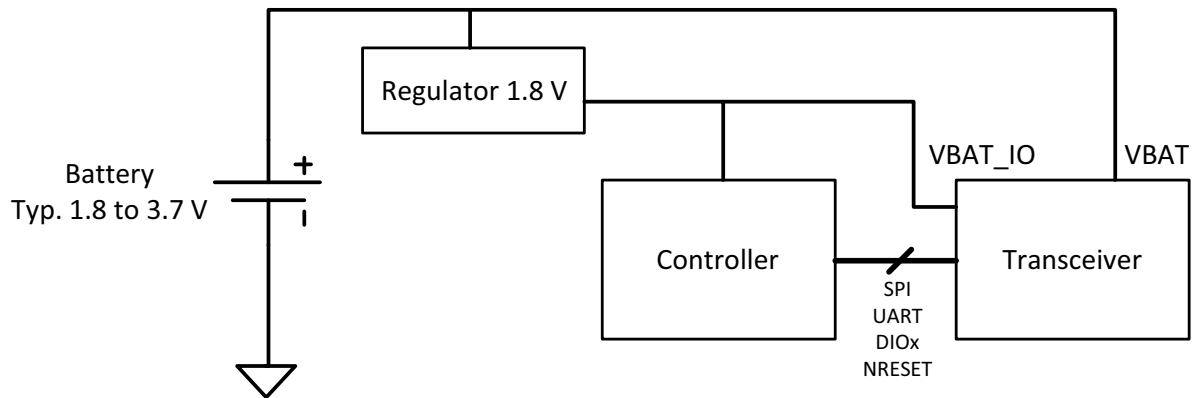 Regulator 1.8 V
Battery
Typ. 1.8 to 3.7 V
+
VBAT_IO
VBAT
Controller
Transceiver
SPI
UART
DIOx
NRESET